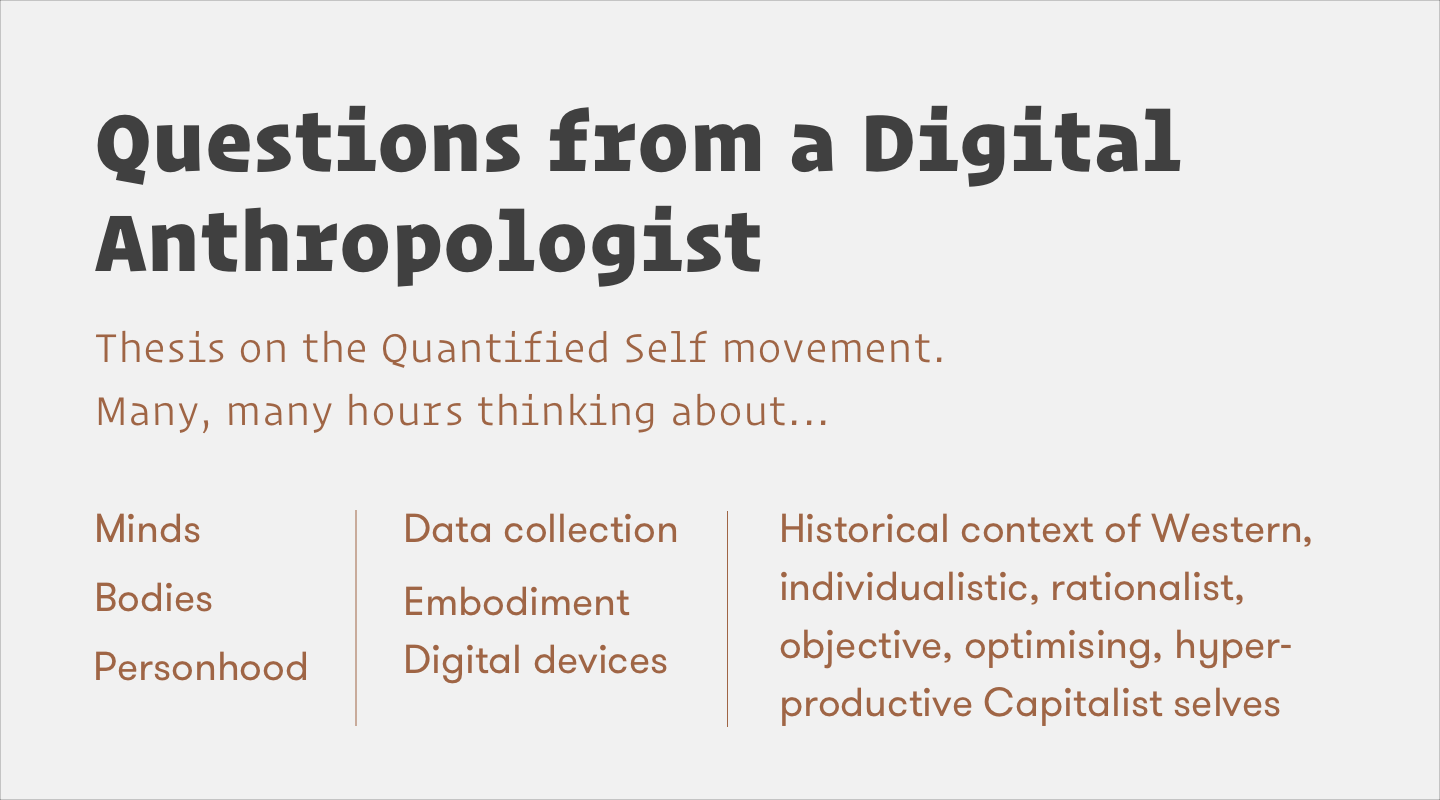 Questions from a Digital
Anthropologist
Thesis on the Quantified Self movement.
Many, many hours thinking about...
Minds
Bodies
Personhood
Data collection
Embodiment
Digital devices
Historical context of Western,
individualistic, rationalist,
objective, optimising, hyper-
productive Capitalist selves